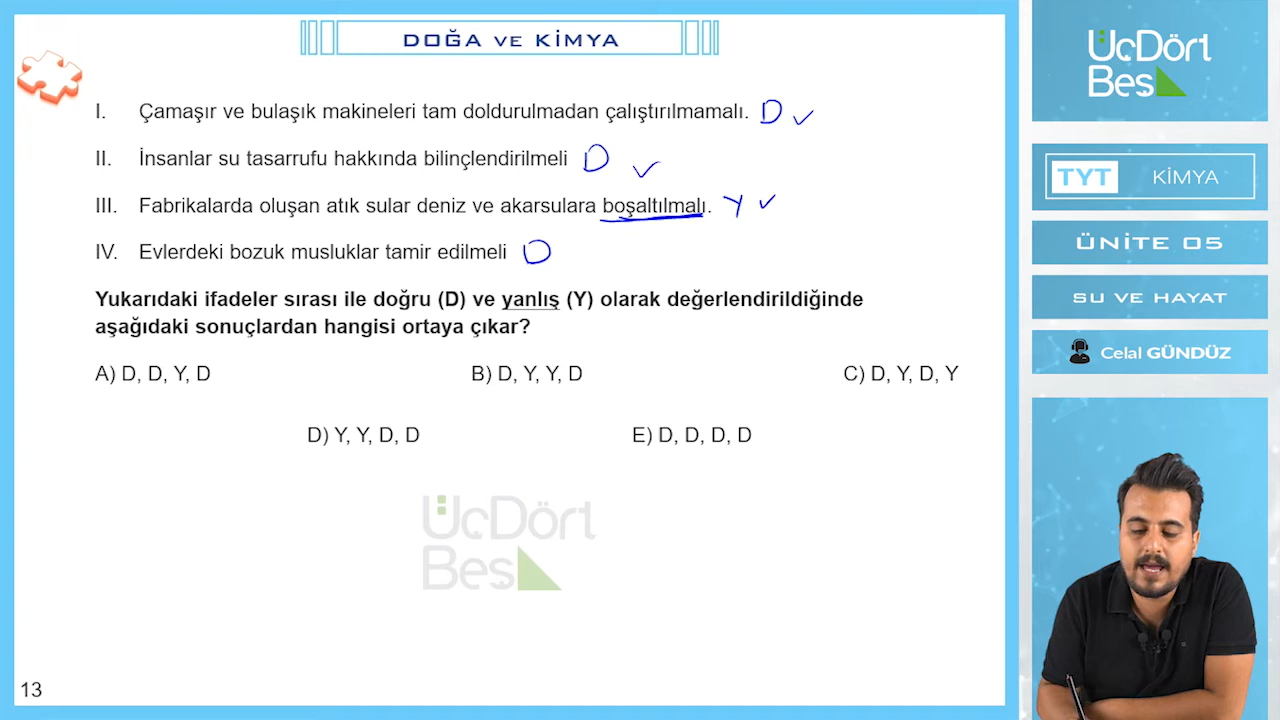 DOĞA VE KİMYA
I. Çamaşır ve bulaşık makineleri tam doldurulmadan çalıştırılmamalı. D
II. İnsanlar su tasarrufu hakkında bilinçlendirilmeli D
III. Fabrikalarda oluşan atık sular deniz ve akarsulara boşaltılmalı. Y
IV. Evlerdeki bozuk musluklar tamir edilmeli D
Yukarıdaki ifadeler sırası ile doğru (D) ve yanlış (Y) olarak değerlendirildiğinde
aşağıdaki sonuçlardan hangisi ortaya çıkar?
A) D, D, Y, D B) D, Y, Y, D C) D, Y, D, Y
D) Y, Y, D, D E) D, D, D, D
ÜçDört
Beş
13
ÜçDört
Beş
TYT KİMYA
ÜNİTE 05
SU VE HAYAT
Celal GÜNDÜZ